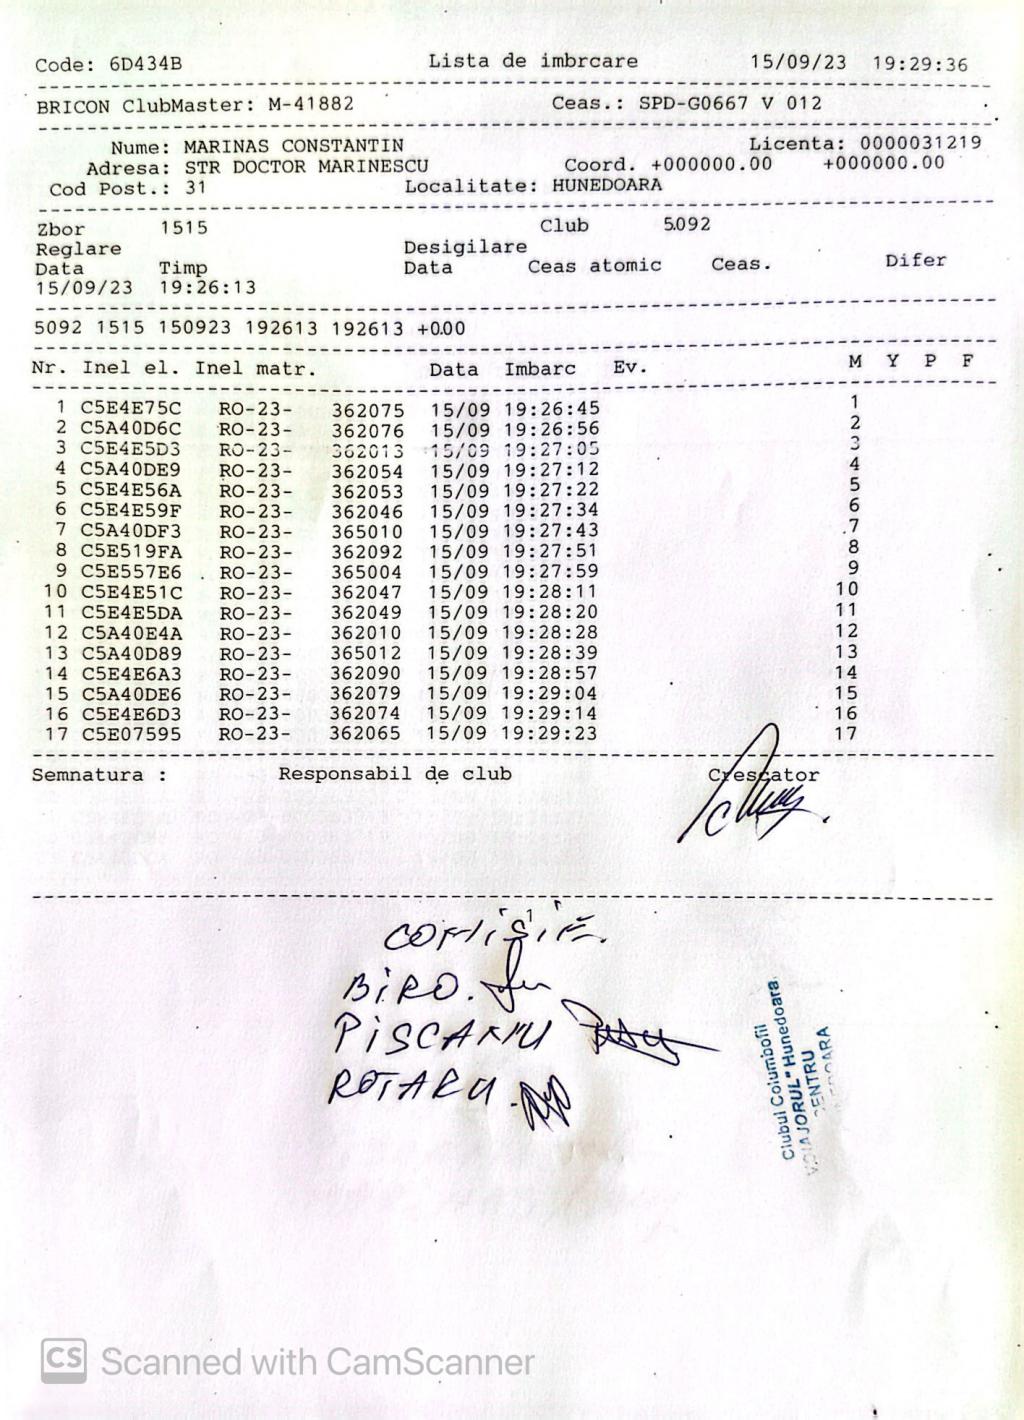 Code: 6D434B Lista de imbrcare 15/09/23 19:29:36
BRICON ClubMaster: M-41882 Ceas.: SPD-G0667 V 012
Nume: MARINAS CONSTANTIN Licenta: 0000031219
Adresa: STR DOCTOR MARINESCU Coord. +000000.00 +000000.00
Cod Post.: 31 Localitate: HUNEDOARA
Zbor 1515 Club 5092
Reglare Desigilare
Data Timp Data Ceas atomic Ceas. Difer
15/09/23 19:26:13
5092 1515 150923 192613 192613 +0.00
Nr. Inel el. Inel matr. Data Imbarc Ev. M Y P F
1 C5E4E75C RO-23- 362075 15/09 19:26:45 1
2 C5A40D6C RO-23- 362076 15/09 19:26:56 2
3 C5E4E5D3 RO-23- 362013 15/09 19:27:05 3
4 C5A40DE9 RO-23- 362054 15/09 19:27:12 4
5 C5E4E56A RO-23- 362053 15/09 19:27:22 5
6 C5E4E59F RO-23- 362046 15/09 19:27:34 6
7 C5A40DF3 RO-23- 365010 15/09 19:27:43 7
8 C5E519FA RO-23- 362092 15/09 19:27:51 8
9 C5E557E6 RO-23- 365004 15/09 19:27:59 9
10 C5E4E51C RO-23- 362047 15/09 19:28:11 10
11 C5E4E5DA RO-23- 362049 15/09 19:28:20 11
12 C5A40E4A RO-23- 362010 15/09 19:28:28 12
13 C5A40D89 RO-23- 365012 15/09 19:28:39 13
14 C5E4E6A3 RO-23- 362090 15/09 19:28:57 14
15 C5A40DE6 RO-23- 362079 15/09 19:29:04 15
16 C5E4E6D3 RO-23- 362074 15/09 19:29:14 16
17 C5E07595 RO-23- 362065 15/09 19:29:23 17
Semnatura : Responsabil de club Crescator
COMISIE.
BIRO.
PISCANU
ROTARU
Clubul Columbofil
VOIAJORUL" Hunedoara
CS Scanned with CamScanner